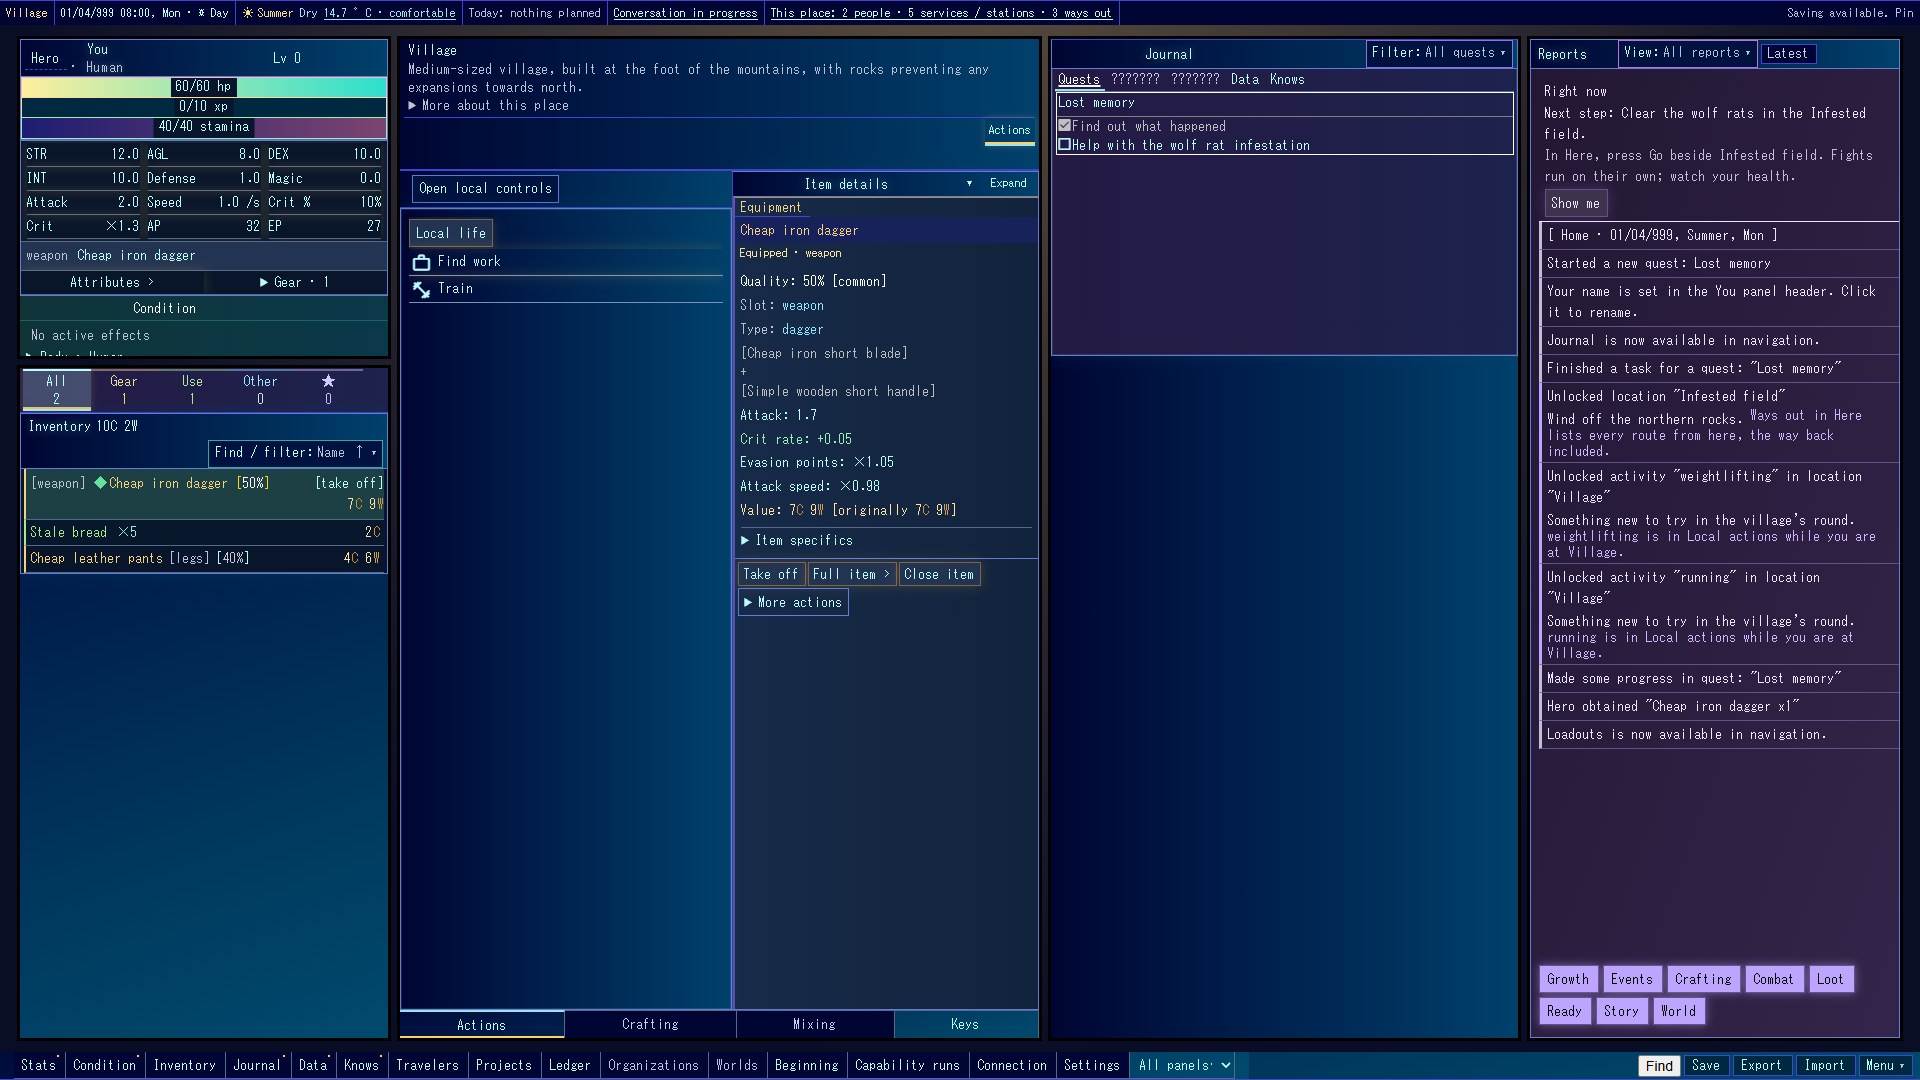 Village
01/04/999 08:00, Mon · ☀ Day
☀ Summer Dry 14.7 °C · comfortable
Today: nothing planned
Conversation in progress
This place: 2 people · 5 services / stations · 3 ways out
Saving available. Pin
Hero · You
Human
Lv 0
60/60 hp
0/10 xp
40/40 stamina
STR 12.0 AGL 8.0 DEX 10.0
INT 10.0 Defense 1.0 Magic 0.0
Attack 2.0 Speed 1.0 /s Crit % 10%
Crit ×1.3 AP 32 EP 27
weapon Cheap iron dagger
Attributes >
▶ Gear · 1
Condition
No active effects
All Gear Use Other ★
2 1 1 0 0
Inventory 10C 2W
Find / filter: Name ↑ ▾
[weapon] ◆Cheap iron dagger [50%] [take off]
7C 9W
Stale bread ×5 2C
Cheap leather pants [legs] [40%] 4C 6W
Village
Medium-sized village, built at the foot of the mountains, with rocks preventing any
expansions towards north.
▶ More about this place
Actions
Open local controls
Local life
Find work
Train
Item details ▾ Expand
Equipment
Cheap iron dagger
Equipped · weapon
Quality: 50% [common]
Slot: weapon
Type: dagger
[Cheap iron short blade]
+
[Simple wooden short handle]
Attack: 1.7
Crit rate: +0.05
Evasion points: ×1.05
Attack speed: ×0.98
Value: 7C 9W [originally 7C 9W]
▶ Item specifics
Take off
Full item >
Close item
▶ More actions
Actions
Crafting
Mixing
Keys
Journal
Filter: All quests ▾
Quests ??????? ??????? Data Knows
Lost memory
Find out what happened
Help with the wolf rat infestation
Reports
View: All reports ▾
Latest
Right now
Next step: Clear the wolf rats in the Infested
field.
In Here, press Go beside Infested field. Fights
run on their own; watch your health.
Show me
[ Home · 01/04/999, Summer, Mon ]
Started a new quest: Lost memory
Your name is set in the You panel header. Click
it to rename.
Journal is now available in navigation.
Finished a task for a quest: "Lost memory"
Unlocked location "Infested field"
Wind off the northern rocks. Ways out in Here
lists every route from here, the way back
included.
Unlocked activity "weightlifting" in location
"Village"
Something new to try in the village's round.
weightlifting is in Local actions while you are
at Village.
Unlocked activity "running" in location
"Village"
Something new to try in the village's round.
running is in Local actions while you are at
Village.
Made some progress in quest: "Lost memory"
Hero obtained "Cheap iron dagger x1"
Loadouts is now available in navigation.
Growth Events Crafting Combat Loot
Ready Story World
Stats Condition Inventory Journal Data Knows Travelers Projects Ledger Organizations Worlds Beginning Capability runs Connection Settings All panels
Find Save Export Import Menu ▾